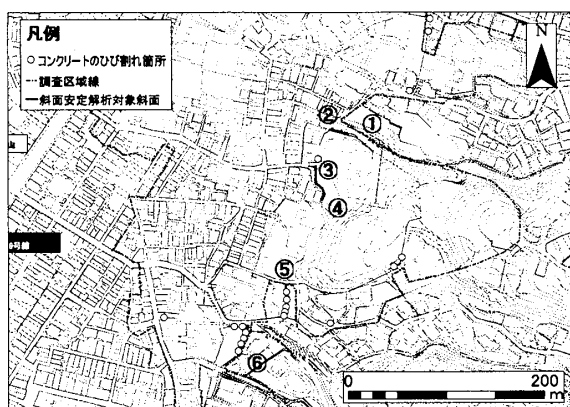 凡例
○ コンクリートのひび割れ箇所
--- 調査区域線
― 斜面安定解析対象斜面
N
②
①
③
④
⑤
⑥
0
200
m